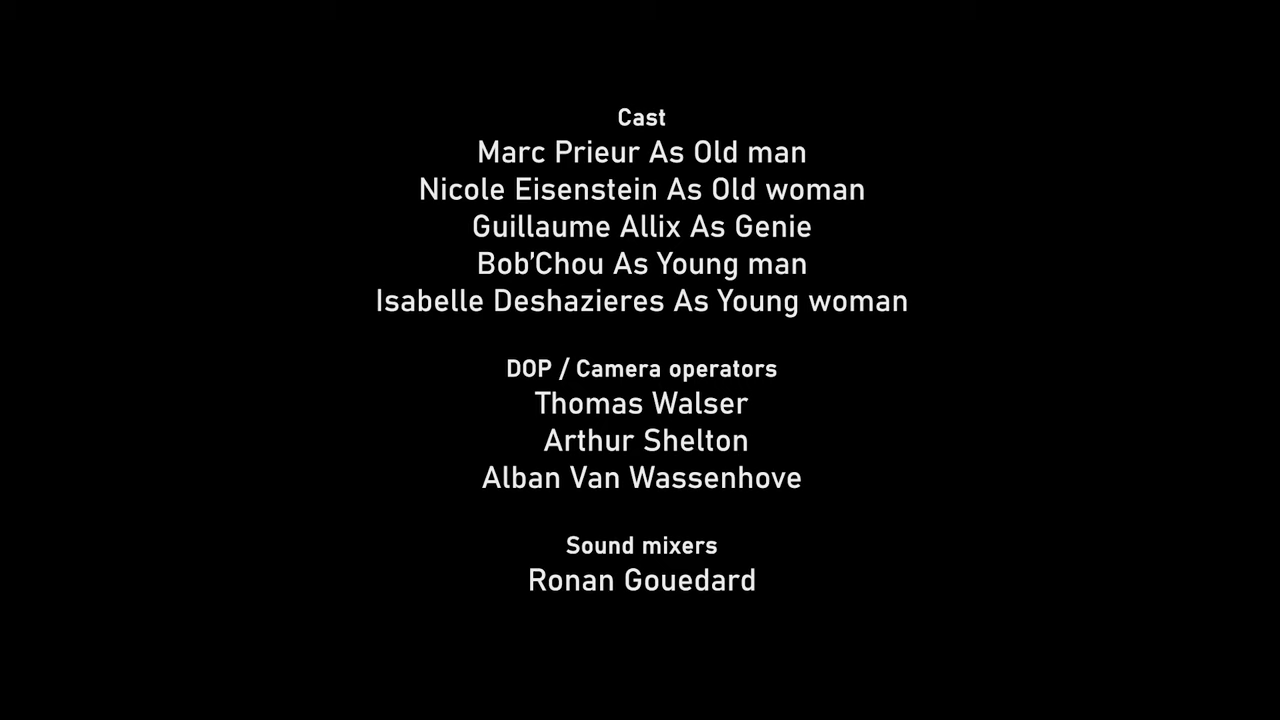 Cast
Marc Prieur As Old man
Nicole Eisenstein As Old woman
Guillaume Allix As Genie
Bob’Chou As Young man
Isabelle Deshazieres As Young woman
DOP / Camera operators
Thomas Walser
Arthur Shelton
Alban Van Wassenhove
Sound mixers
Ronan Gouedard